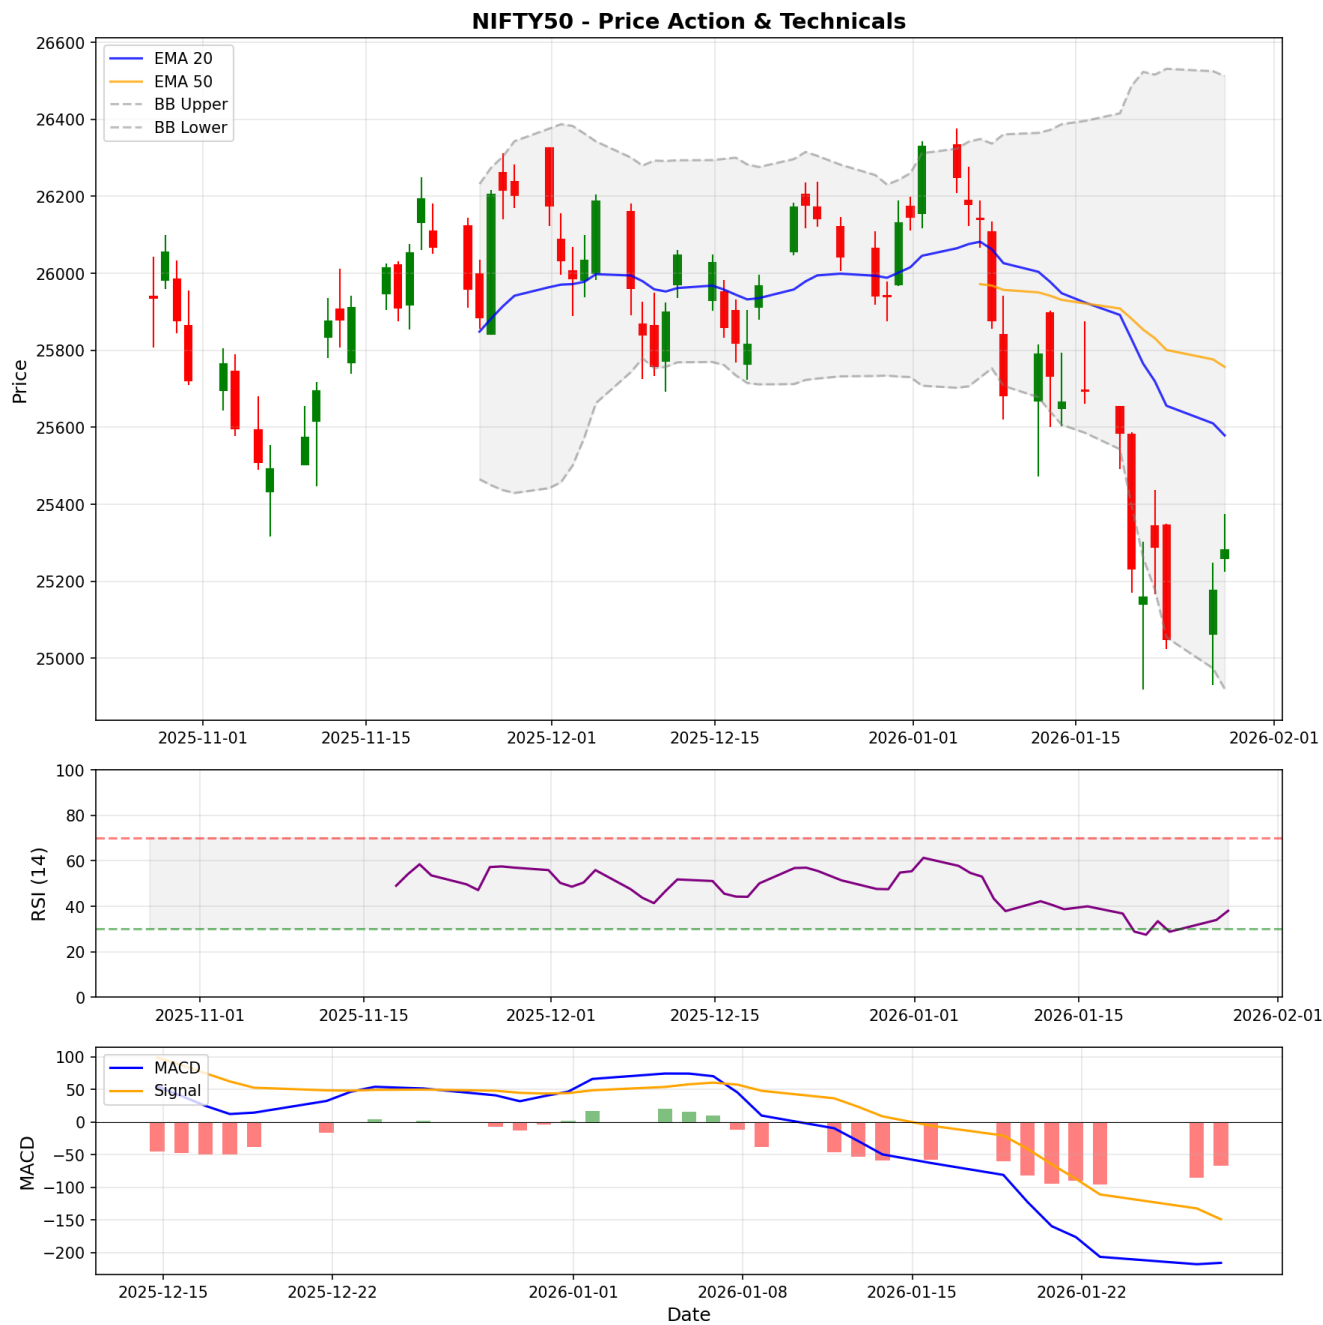 NIFTY50 - Price Action & Technicals
Price
26600
26400
26200
26000
25800
25600
25400
25200
25000
EMA 20
EMA 50
BB Upper
BB Lower
2025-11-01 2025-11-15 2025-12-01 2025-12-15 2026-01-01 2026-01-15 2026-02-01
RSI (14)
100
80
60
40
20
0
2025-11-01 2025-11-15 2025-12-01 2025-12-15 2026-01-01 2026-01-15 2026-02-01
MACD
100
50
0
−50
−100
−150
−200
MACD
Signal
2025-12-15 2025-12-22 2026-01-01 2026-01-08 2026-01-15 2026-01-22
Date